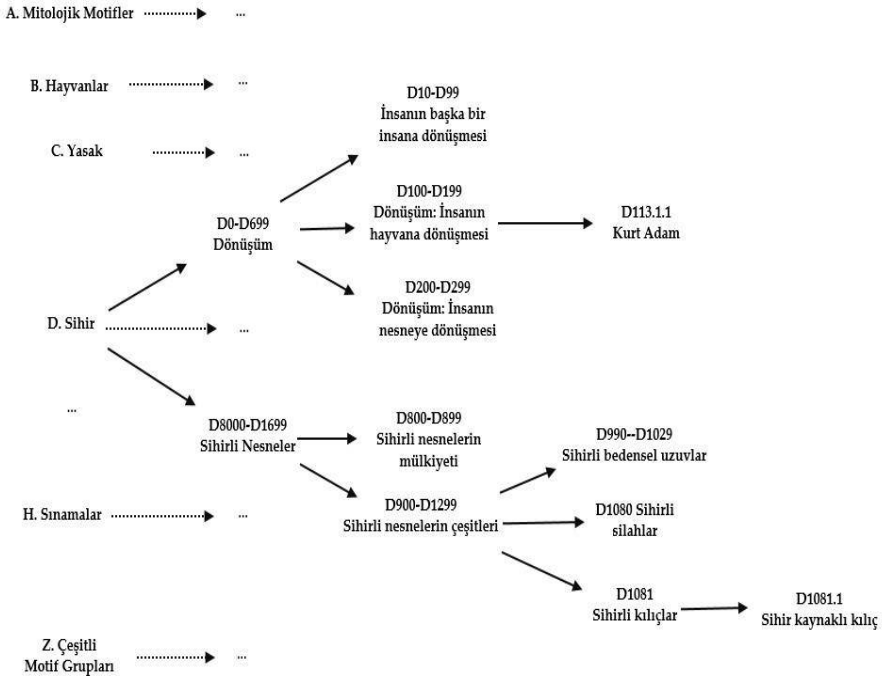 A. Mitolojik Motifler
...
B. Hayvanlar
...
C. Yasak
...
D10-D99
İnsanın başka bir
insana dönüşmesi
D0-D699
Dönüşüm
D100-D199
Dönüşüm: İnsanın
hayvana dönüşmesi
D113.1.1
Kurt Adam
D200-D299
Dönüşüm: İnsanın
nesneye dönüşmesi
D. Sihir
...
...
D8000-D1699
Sihirli Nesneler
D800-D899
Sihirli nesnelerin
mülkiyeti
D990--D1029
Sihirli bedensel uzuvlar
H. Sınamalar
...
D900-D1299
Sihirli nesnelerin çeşitleri
D1080 Sihirli
silahlar
D1081
Sihirli kılıçlar
D1081.1
Sihir kaynaklı kılıç
Z. Çeşitli
Motif Grupları
...